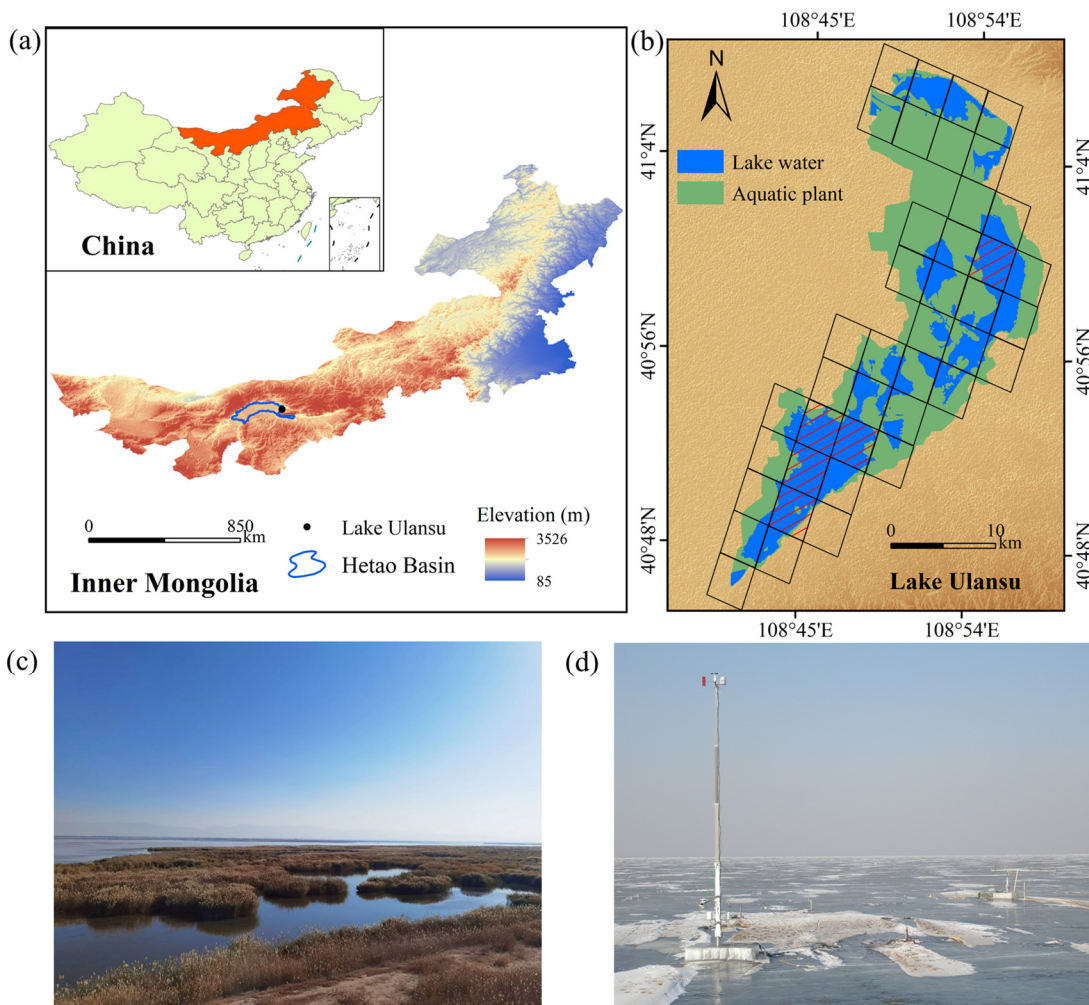 (a)
China
0
850
km
Lake Ulansu
Hetao Basin
Elevation (m)
3526
85
Inner Mongolia
(b)
108°45'E
108°54'E
N
Lake water
Aquatic plant
41°4'N
41°4'N
40°56'N
40°56'N
40°48'N
40°48'N
0
10
km
Lake Ulansu
108°45'E
108°54'E
(c)
(d)